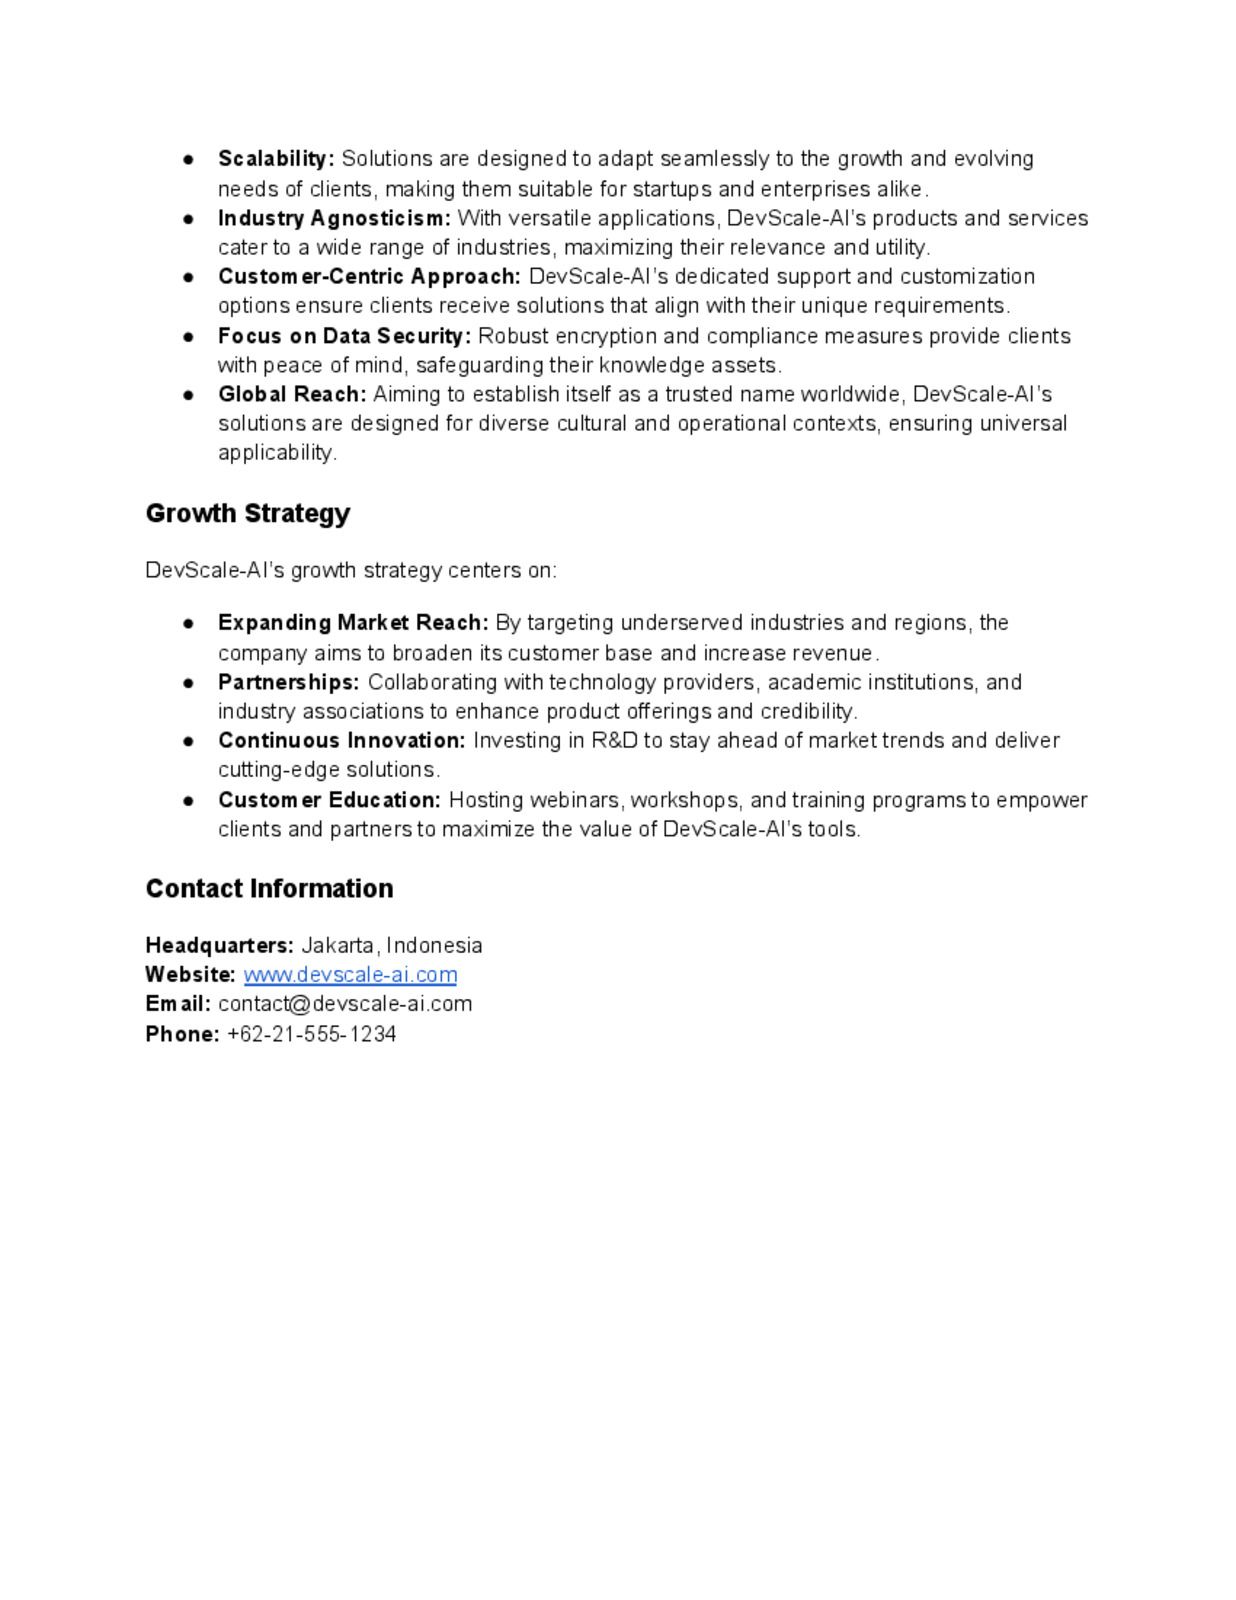 ● Scalability: Solutions are designed to adapt seamlessly to the growth and evolving
needs of clients, making them suitable for startups and enterprises alike.
● Industry Agnosticism: With versatile applications, DevScale-AI’s products and services
cater to a wide range of industries, maximizing their relevance and utility.
● Customer-Centric Approach: DevScale-AI’s dedicated support and customization
options ensure clients receive solutions that align with their unique requirements.
● Focus on Data Security: Robust encryption and compliance measures provide clients
with peace of mind, safeguarding their knowledge assets.
● Global Reach: Aiming to establish itself as a trusted name worldwide, DevScale-AI’s
solutions are designed for diverse cultural and operational contexts, ensuring universal
applicability.
Growth Strategy
DevScale-AI’s growth strategy centers on:
● Expanding Market Reach: By targeting underserved industries and regions, the
company aims to broaden its customer base and increase revenue.
● Partnerships: Collaborating with technology providers, academic institutions, and
industry associations to enhance product offerings and credibility.
● Continuous Innovation: Investing in R&D to stay ahead of market trends and deliver
cutting-edge solutions.
● Customer Education: Hosting webinars, workshops, and training programs to empower
clients and partners to maximize the value of DevScale-AI’s tools.
Contact Information
Headquarters: Jakarta, Indonesia
Website: www.devscale-ai.com
Email: contact@devscale-ai.com
Phone: +62-21-555-1234